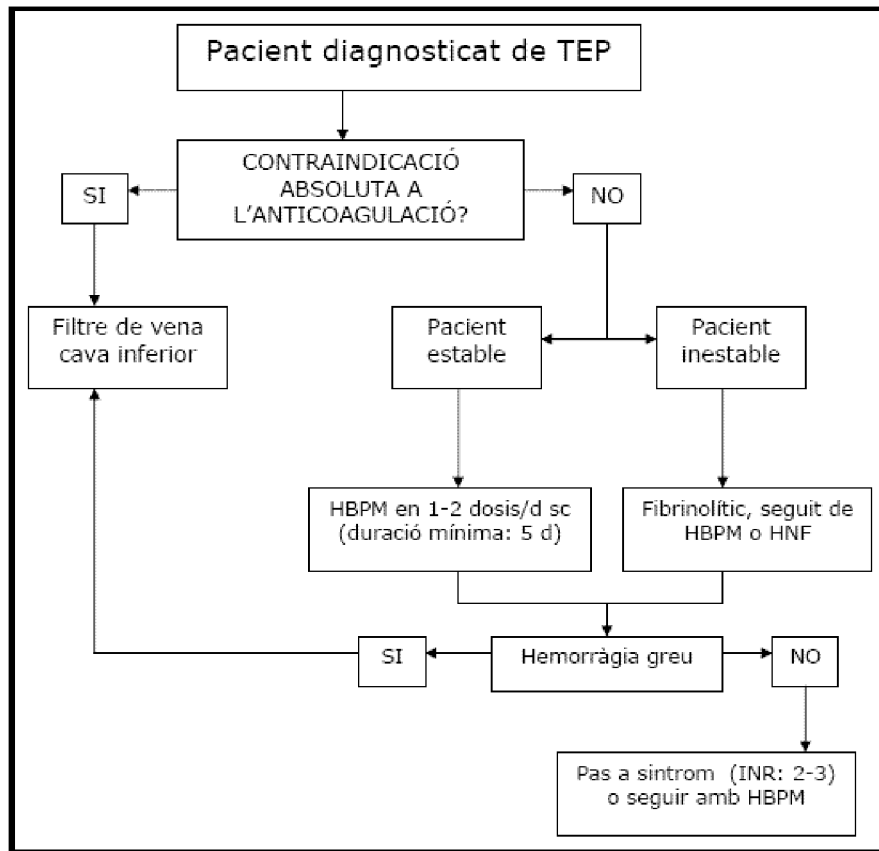 Pacient diagnosticat de TEP
CONTRAINDICACIÓ
ABSOLUTA A
L'ANTICOAGULACIÓ?
SI
NO
Filtre de vena
cava inferior
Pacient
estable
Pacient
inestable
HBPM en 1-2 dosis/d sc
(duració mínima: 5 d)
Fibrinolític, seguit de
HBPM o HNF
SI
Hemorràgia greu
NO
Pas a sintrom (INR: 2-3)
o seguir amb HBPM